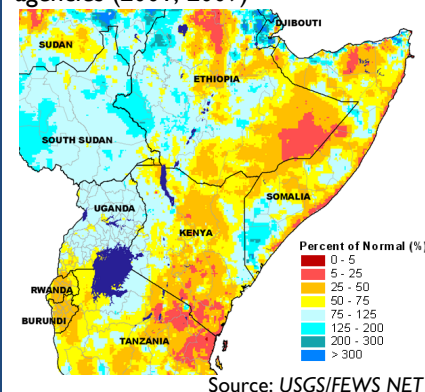 SUDAN
DJIBOUTI
ETHIOPIA
SOUTH SUDAN
SOMALIA
UGANDA
KENYA
RWANDA
BURUNDI
TANZANIA
Percent of Normal (%)
0 - 5
5 - 25
25 - 50
50 - 75
75 - 125
125 - 200
200 - 300
> 300
Source: USGS/FEWS NET